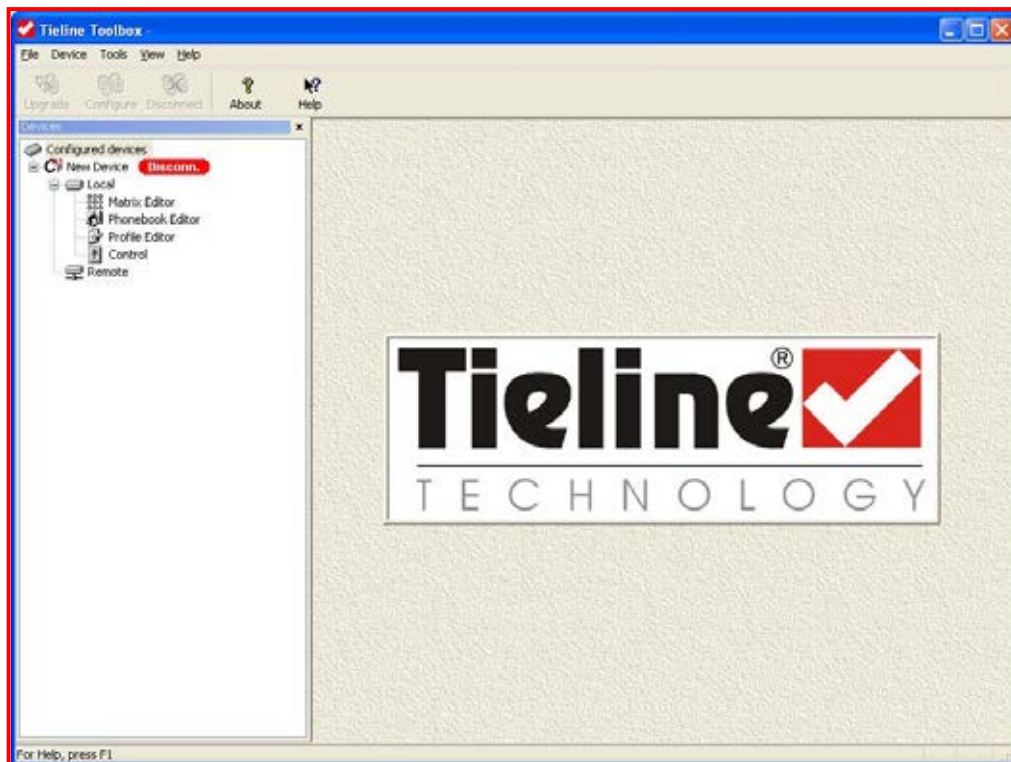 Tieline Toolbox -
File Device Tools View Help
Upgrade Configure Disconnect About Help
Devices
Configured devices
New Device Disconn.
Local
Matrix Editor
Phonebook Editor
Profile Editor
Control
Remote
Tieline®
TECHNOLOGY
For Help, press F1